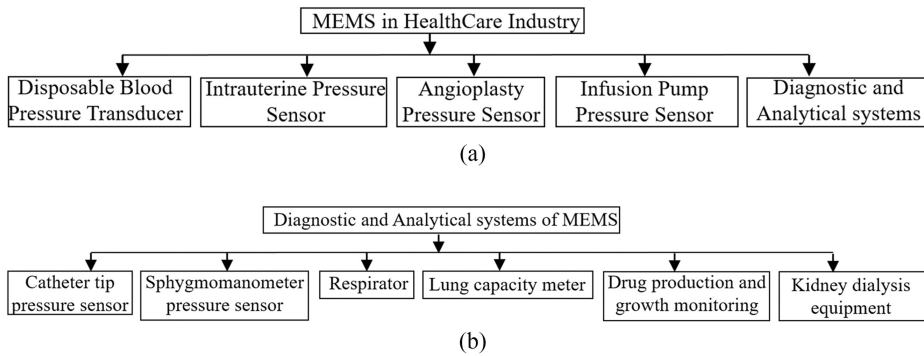 MEMS in HealthCare Industry
Disposable Blood
Pressure Transducer
Intrauterine Pressure
Sensor
Angioplasty
Pressure Sensor
Infusion Pump
Pressure Sensor
Diagnostic and
Analytical systems
(a)
Diagnostic and Analytical systems of MEMS
Catheter tip
pressure sensor
Sphygmomanometer
pressure sensor
Respirator
Lung capacity meter
Drug production and
growth monitoring
Kidney dialysis
equipment
(b)